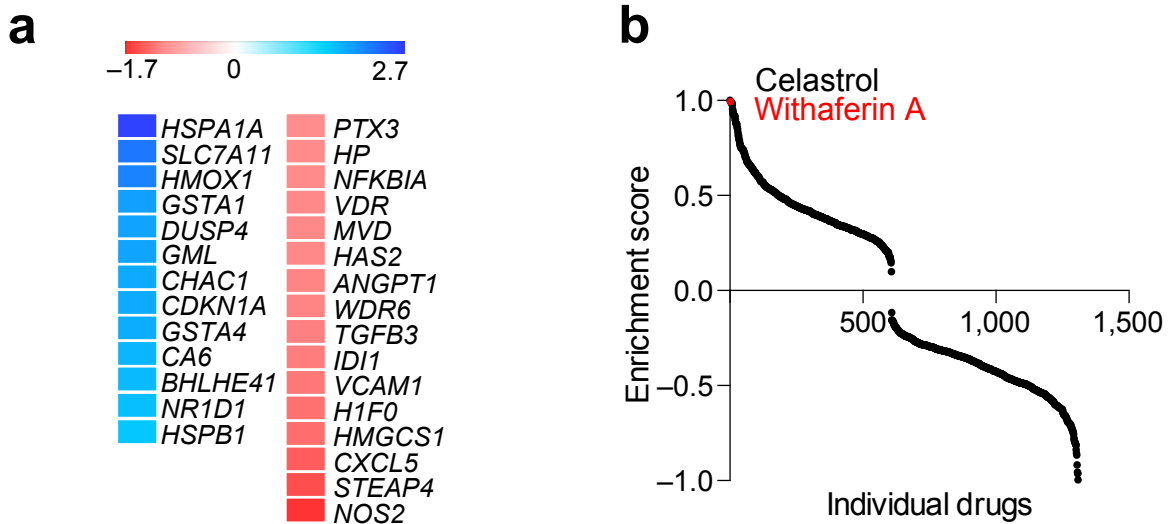 a
−1.7 0 2.7
HSPA1A
SLC7A11
HMOX1
GSTA1
DUSP4
GML
CHAC1
CDKN1A
GSTA4
CA6
BHLHE41
NR1D1
HSPB1
PTX3
HP
NFKBIA
VDR
MVD
HAS2
ANGPT1
WDR6
TGFB3
IDI1
VCAM1
H1F0
HMGCS1
CXCL5
STEAP4
NOS2
b
Celastrol
Withaferin A
Enrichment score
1.0
0.5
0.0
−0.5
−1.0
500 1,000 1,500
Individual drugs